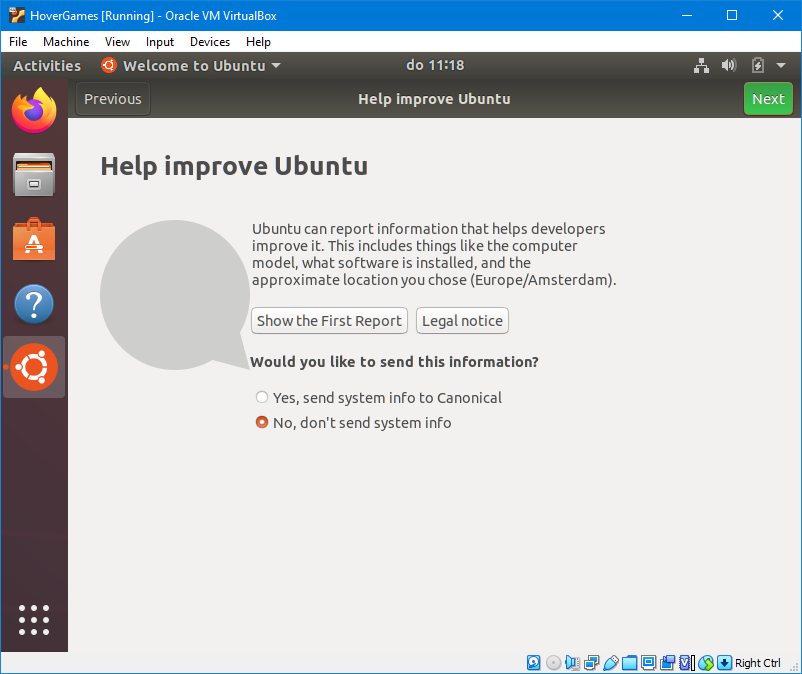 HoverGames [Running] - Oracle VM VirtualBox
File Machine View Input Devices Help
Activities Welcome to Ubuntu do 11:18
Previous Help improve Ubuntu Next
Help improve Ubuntu
Ubuntu can report information that helps developers
improve it. This includes things like the computer
model, what software is installed, and the
approximate location you chose (Europe/Amsterdam).
Show the First Report Legal notice
Would you like to send this information?
Yes, send system info to Canonical
No, don't send system info
Right Ctrl